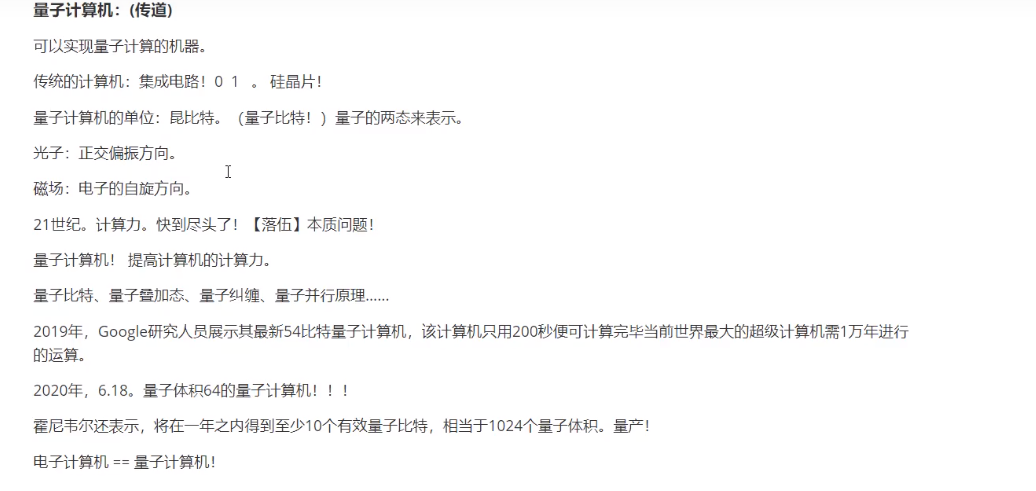 量子计算机：(传道)
可以实现量子计算的机器。
传统的计算机：集成电路！0 1 。 硅晶片！
量子计算机的单位：昆比特。（量子比特！）量子的两态来表示。
光子：正交偏振方向。
磁场：电子的自旋方向。
21世纪。计算力。快到尽头了！【落伍】本质问题！
量子计算机！ 提高计算机的计算力。
量子比特、量子叠加态、量子纠缠、量子并行原理......
2019年，Google研究人员展示其最新54比特量子计算机，该计算机只用200秒便可计算完毕当前世界最大的超级计算机需1万年进行
的运算。
2020年，6.18。量子体积64的量子计算机！！！
霍尼韦尔还表示，将在一年之内得到至少10个有效量子比特，相当于1024个量子体积。量产！
电子计算机 == 量子计算机！